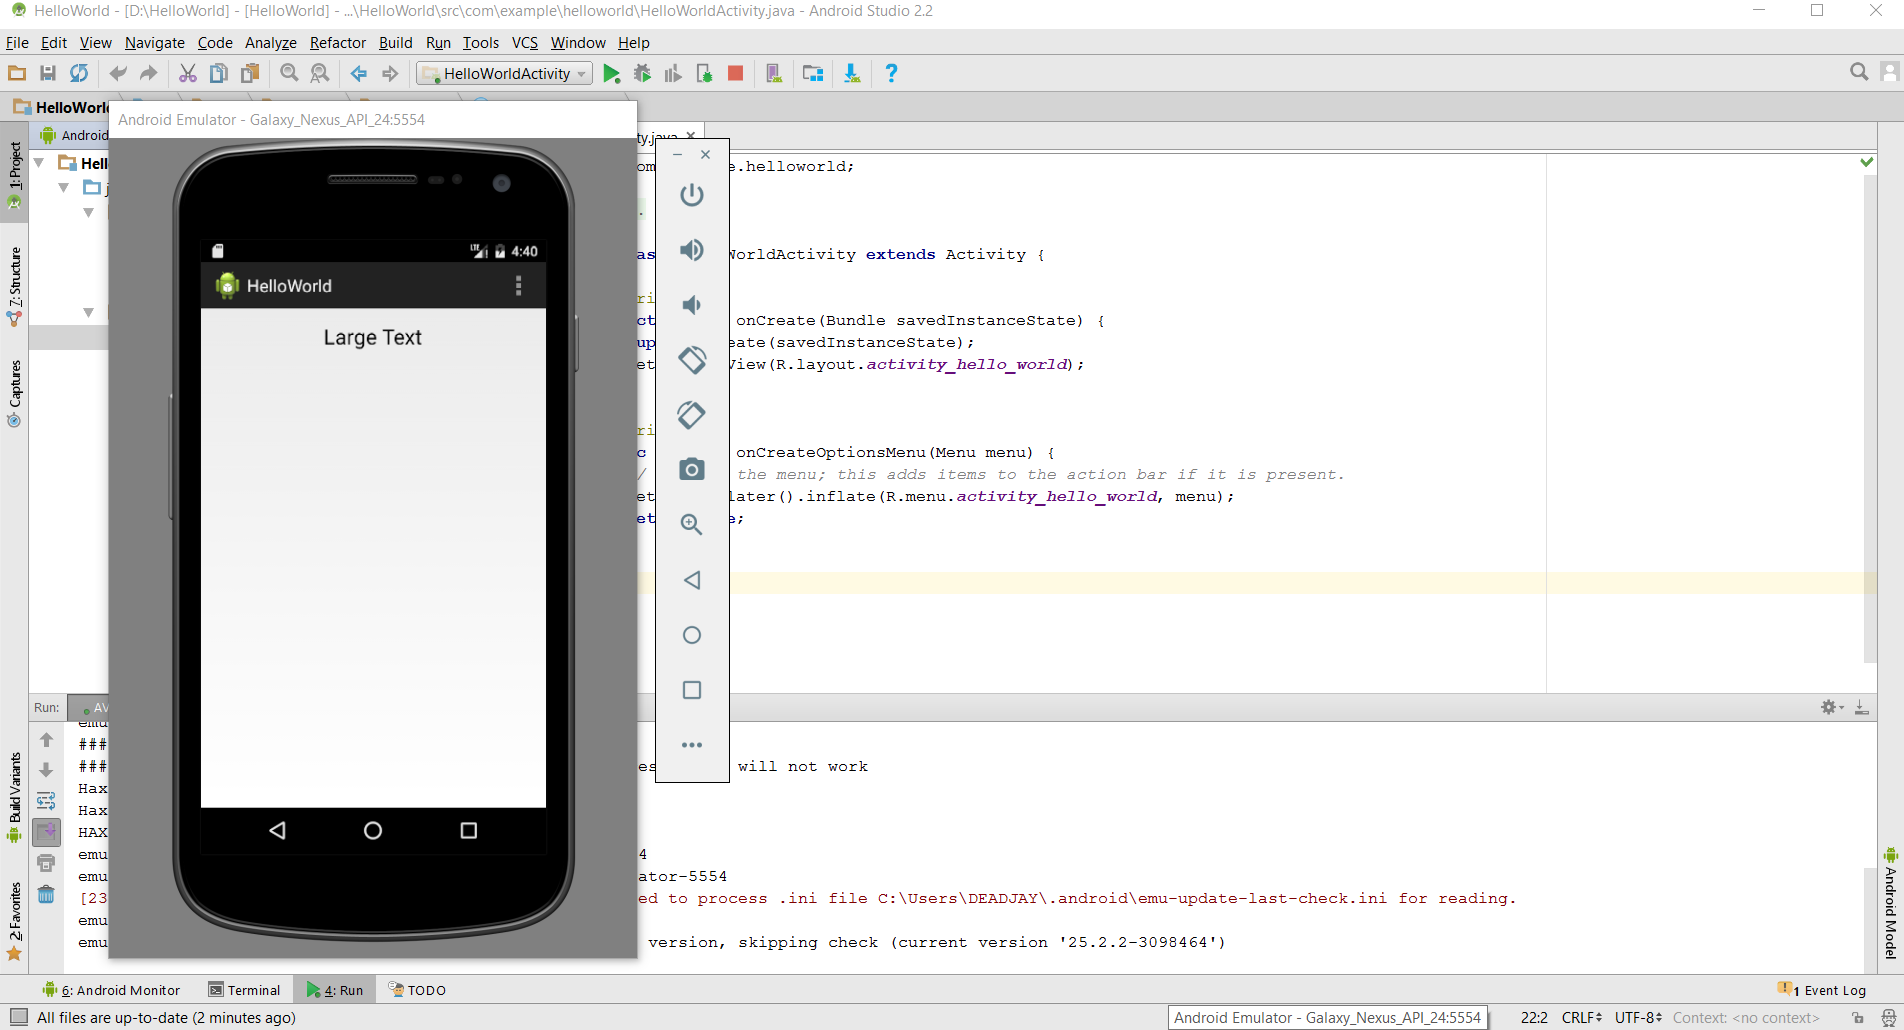 HelloWorld - [D:\HelloWorld] - [HelloWorld] - ...\HelloWorld\src\com\example\helloworld\HelloWorldActivity.java - Android Studio 2.2
File Edit View Navigate Code Analyze Refactor Build Run Tools VCS Window Help
HelloWorldActivity
HelloWorl
Android Emulator - Galaxy_Nexus_API_24:5554
Android
ty.java
1: Project
Hell
e.helloworld;
4:40
HelloWorld
WorldActivity extends Activity {
7: Structure
onCreate(Bundle savedInstanceState) {
Large Text
eate(savedInstanceState);
View(R.layout.activity_hello_world);
Captures
onCreateOptionsMenu(Menu menu) {
the menu; this adds items to the action bar if it is present.
later().inflate(R.menu.activity_hello_world, menu);
e;
Run: AV
emu
####
#### es will not work
Hax
Hax
HAX
emu 4
emu ator-5554
[23 ed to process .ini file C:\Users\DEADJAY\.android\emu-update-last-check.ini for reading.
emu
emu version, skipping check (current version '25.2.2-3098464')
Build Variants
2: Favorites
Android Model
6: Android Monitor Terminal 4: Run TODO 1 Event Log
All files are up-to-date (2 minutes ago) Android Emulator - Galaxy_Nexus_API_24:5554 22:2 CRLF UTF-8 Context: <no context>